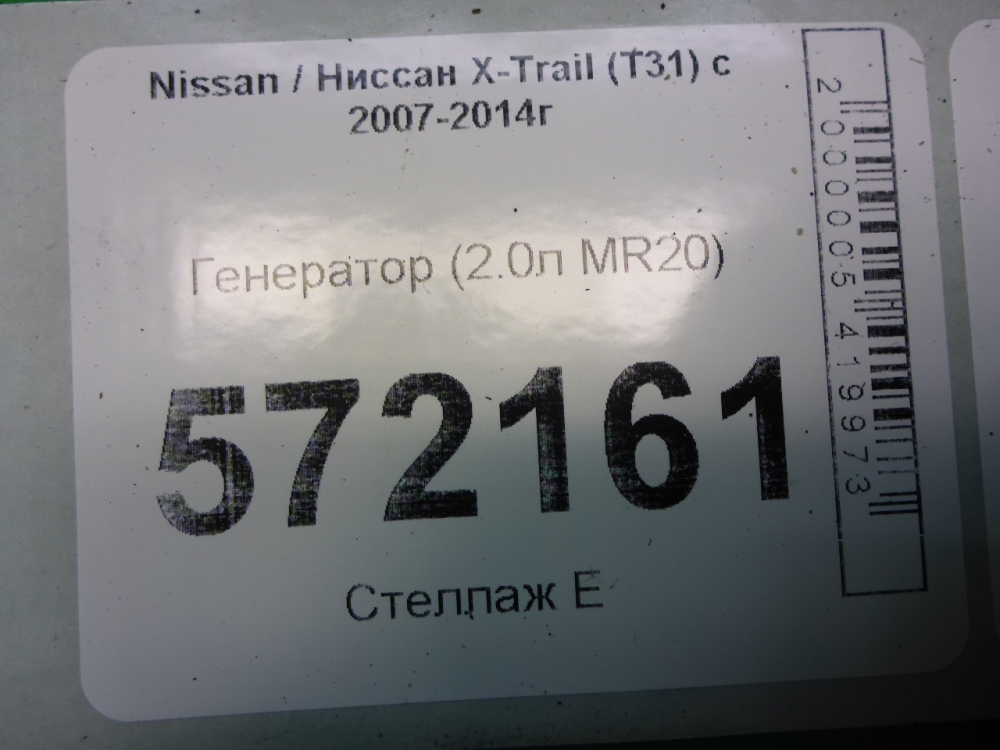 Nissan / Ниссан X-Trail (T31) с
2007-2014г
Генератор (2.0л MR20)
572161
Стеллаж Е
2000005419973